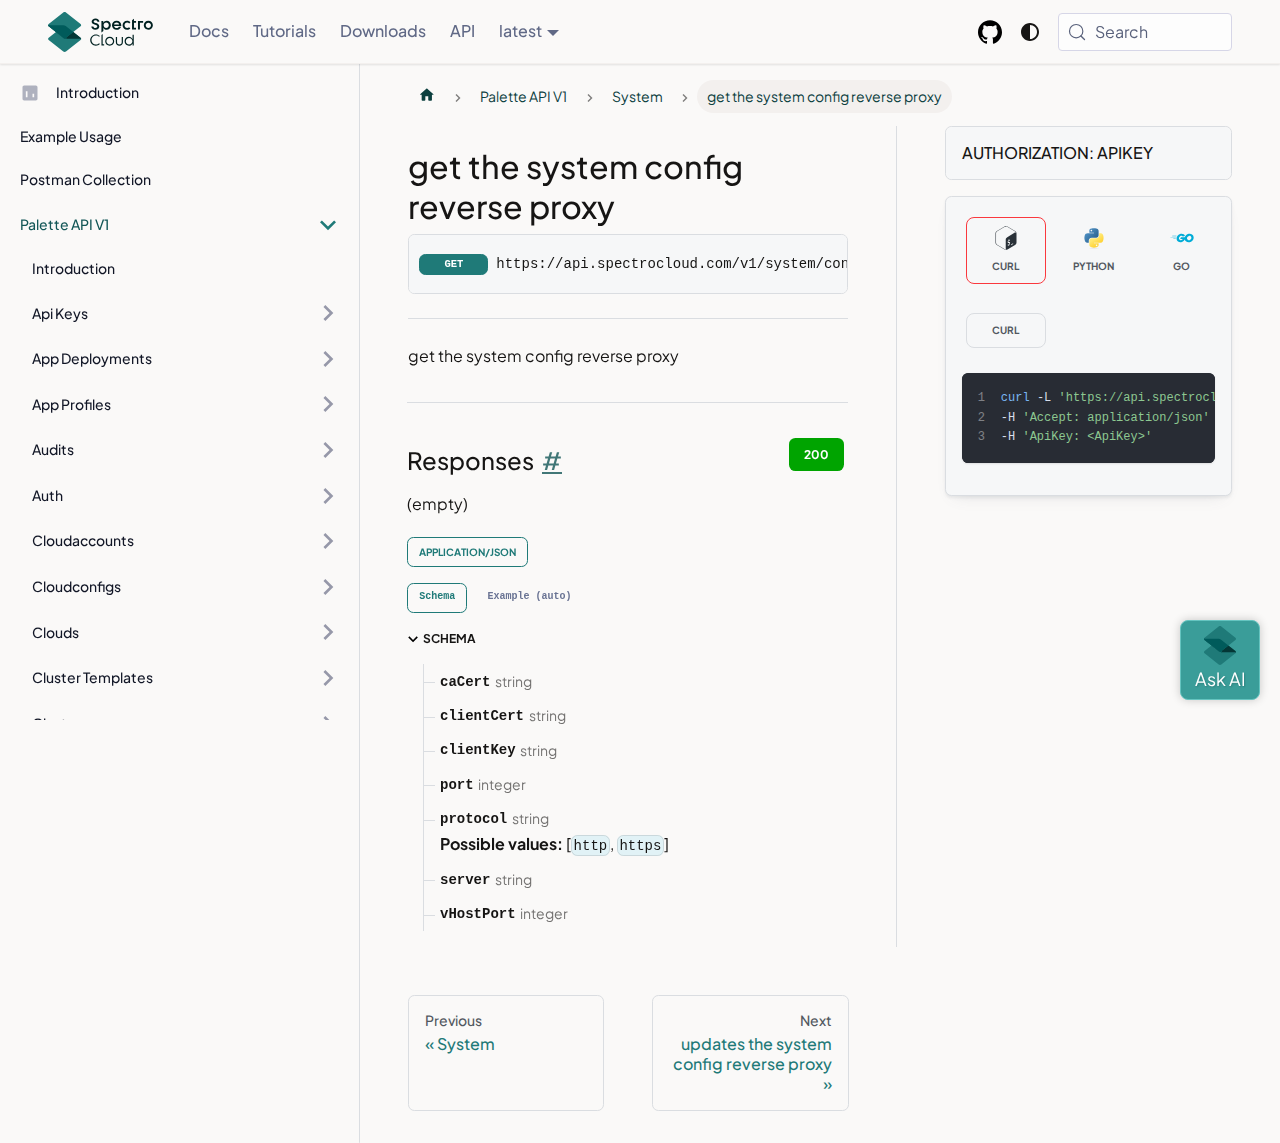 Spectro
Cloud
Docs
Tutorials
Downloads
API
latest
Search
Introduction
Example Usage
Postman Collection
Palette API V1
Introduction
Api Keys
App Deployments
App Profiles
Audits
Auth
Cloudaccounts
Cloudconfigs
Clouds
Cluster Templates
Palette API V1
System
get the system config reverse proxy
get the system config
reverse proxy
GET https://api.spectrocloud.com/v1/system/con
get the system config reverse proxy
Responses #
200
(empty)
APPLICATION/JSON
Schema Example (auto)
SCHEMA
caCert string
clientCert string
clientKey string
port integer
protocol string
Possible values: [http, https]
server string
vHostPort integer
Previous
« System
Next
updates the system
config reverse proxy
»
AUTHORIZATION: APIKEY
CURL
PYTHON
GO
CURL
1 curl -L 'https://api.spectrocl
2 -H 'Accept: application/json'
3 -H 'ApiKey: <ApiKey>'
Ask AI